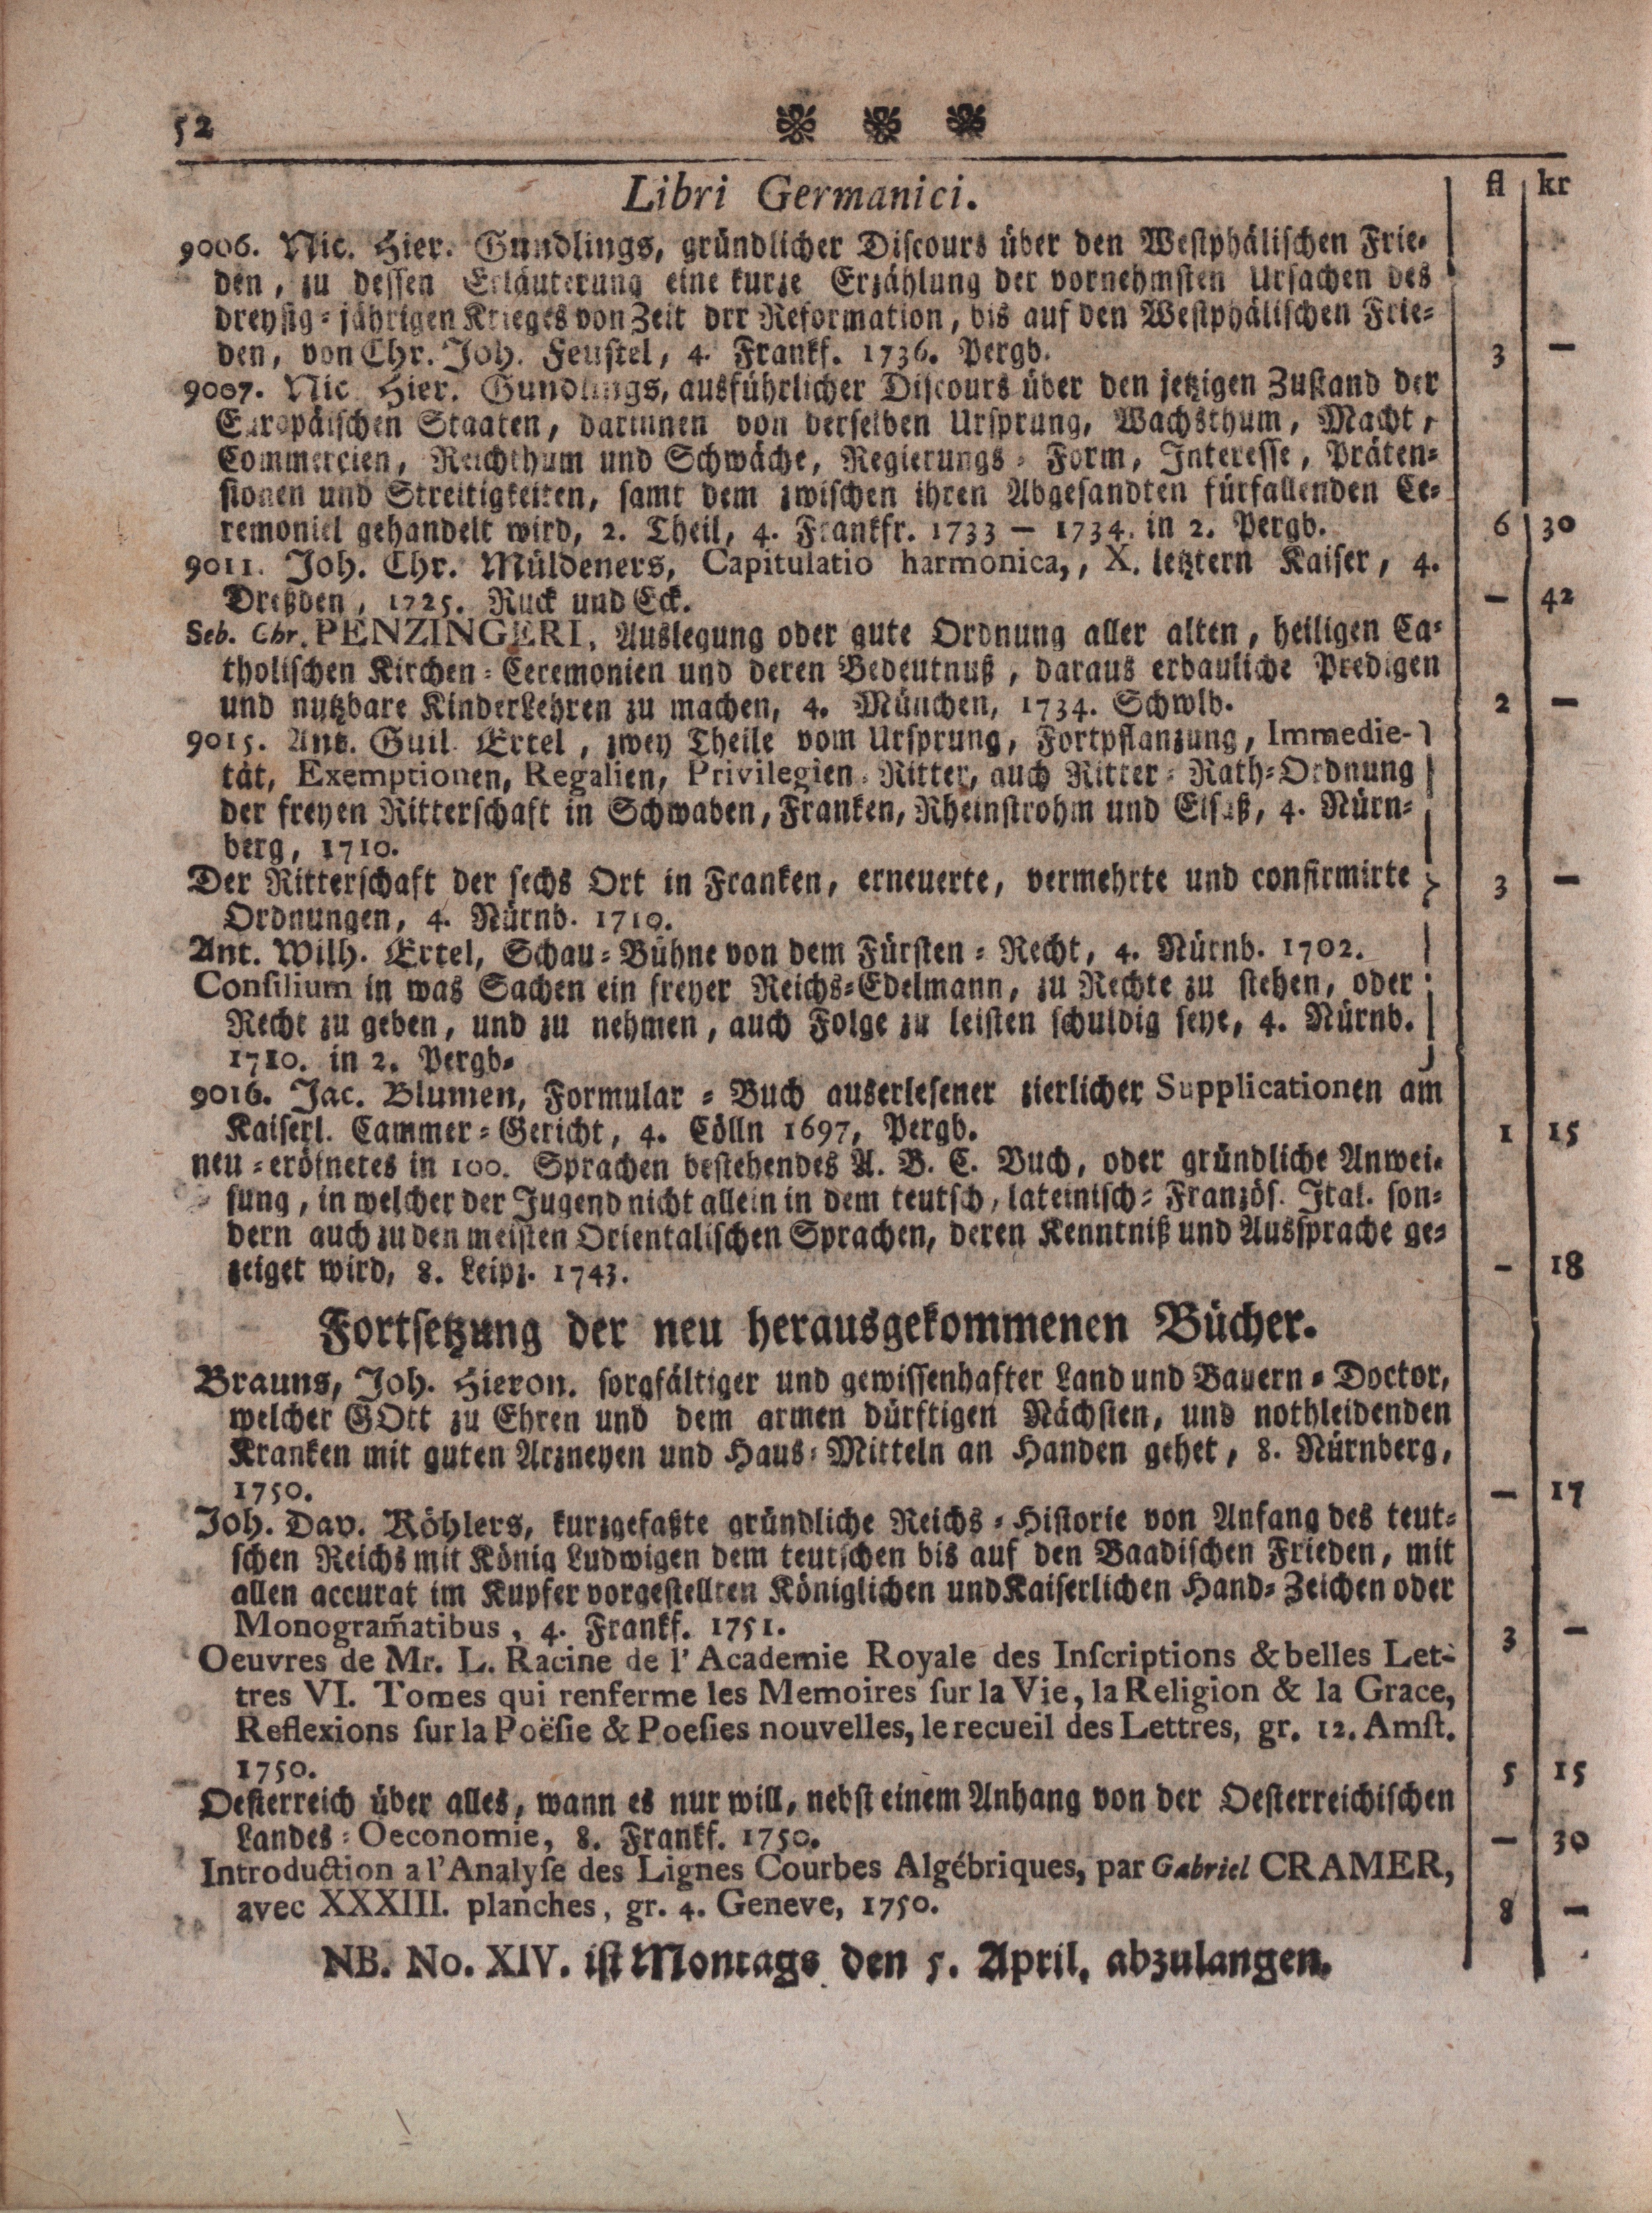 52
Libri Germanici.
fl kr
9006. Nic. Hier. Gundlings, gründlicher Discours über den Westphälischen Frie-
den, zu dessen Erläuterung eine kurze Erzählung der vornehmsten Ursachen des
dreysig-jährigen Krieges von Zeit drr Reformation, bis auf den Westphälischen Frie-
den, von Chr. Joh. Feustel, 4. Frankf. 1736. Pergb. 3 —
9007. Nic. Hier. Gundlings, ausführlicher Discours über den jetzigen Zustand der
Europäischen Staaten, darinnen von derselben Ursprung, Wachsthum, Macht,
Commercien, Reichthum und Schwäche, Regierungs-Form, Interesse, Präten-
sionen und Streitigkeiten, samt dem zwischen ihren Abgesandten fürfallenden Ce-
remoniel gehandelt wird, 2. Theil, 4. Frankfr. 1733 — 1734. in 2. Pergb. 6 30
9011. Joh. Chr. Müldeners, Capitulatio harmonica,, X. letztern Kaiser, 4.
Dreßden, 1725. Ruck und Eck. — 42
Seb. Chr. PENZINGERI, Auslegung oder gute Ordnung aller alten, heiligen Ca-
tholischen Kirchen-Ceremonien und deren Bedeutnuß, daraus erbauliche Predigen
und nutzbare KinderLehren zu machen, 4. München, 1734. Schwlb. 2 —
9015. Ant. Guil. Ertel, zwey Theile vom Ursprung, Fortpflanzung, Immedie-
tät, Exemptionen, Regalien, Privilegien-Ritter, auch Ritter-Rath-Ordnung
der freyen Ritterschaft in Schwaben, Franken, Rheinstrohm und Elsaß, 4. Nürn-
berg, 1710.
Der Ritterschaft der sechs Ort in Franken, erneuerte, vermehrte und confirmirte 3 —
Ordnungen, 4. Nürnb. 1710.
Ant. Wilh. Ertel, Schau-Bühne von dem Fürsten-Recht, 4. Nürnb. 1702.
Consilium in was Sachen ein freyer Reichs-Edelmann, zu Rechte zu stehen, oder
Recht zu geben, und zu nehmen, auch Folge zu leisten schuldig seye, 4. Nürnb.
1710. in 2. Pergb.
9016. Jac. Blumen, Formular-Buch auserlesener zierlicher Supplicationen am
Kaiserl. Cammer-Gericht, 4. Cölln 1697, Pergb. 1 15
neu-eröfnetes in 100. Sprachen bestehendes A. B. C. Buch, oder gründliche Anwei-
sung, in welcher der Jugend nicht allein in dem teutsch, lateinisch-Französ. Ital. son-
dern auch zu den meisten Orientalischen Sprachen, deren Kenntniß und Aussprache ge-
zeiget wird, 8. Leipz. 1743. — 18
Fortsetzung der neu herausgekommenen Bücher.
Brauns, Joh. Hieron. sorgfältiger und gewissenhafter Land und Bauern-Doctor,
welcher GOtt zu Ehren und dem armen dürftigen Nächsten, und nothleidenden
Kranken mit guten Arzneyen und Haus-Mitteln an Handen gehet, 8. Nürnberg,
1750. — 17
Joh. Dav. Köhlers, kurzgefaßte gründliche Reichs-Historie von Anfang des teut-
schen Reichs mit König Ludwigen dem teutschen bis auf den Baadischen Frieden, mit
allen accurat im Kupfer vorgestellten Königlichen und Kaiserlichen Hand-Zeichen oder
Monogram̃atibus, 4. Frankf. 1751. 3 —
Oeuvres de Mr. L. Racine de l'Academie Royale des Inscriptions & belles Let-
tres VI. Tomes qui renferme les Memoires sur la Vie, la Religion & la Grace,
Reflexions sur la Poësie & Poesies nouvelles, le recueil des Lettres, gr. 12. Amst.
1750. 5 15
Oesterreich über alles, wann es nur will, nebst einem Anhang von der Oesterreichischen
Landes-Oeconomie, 8. Frankf. 1750. — 30
Introduction a l'Analyse des Lignes Courbes Algébriques, par Gabriel CRAMER,
avec XXXIII. planches, gr. 4. Geneve, 1750. 8 —
NB. No. XIV. ist Montags den 5. April, abzulangen.